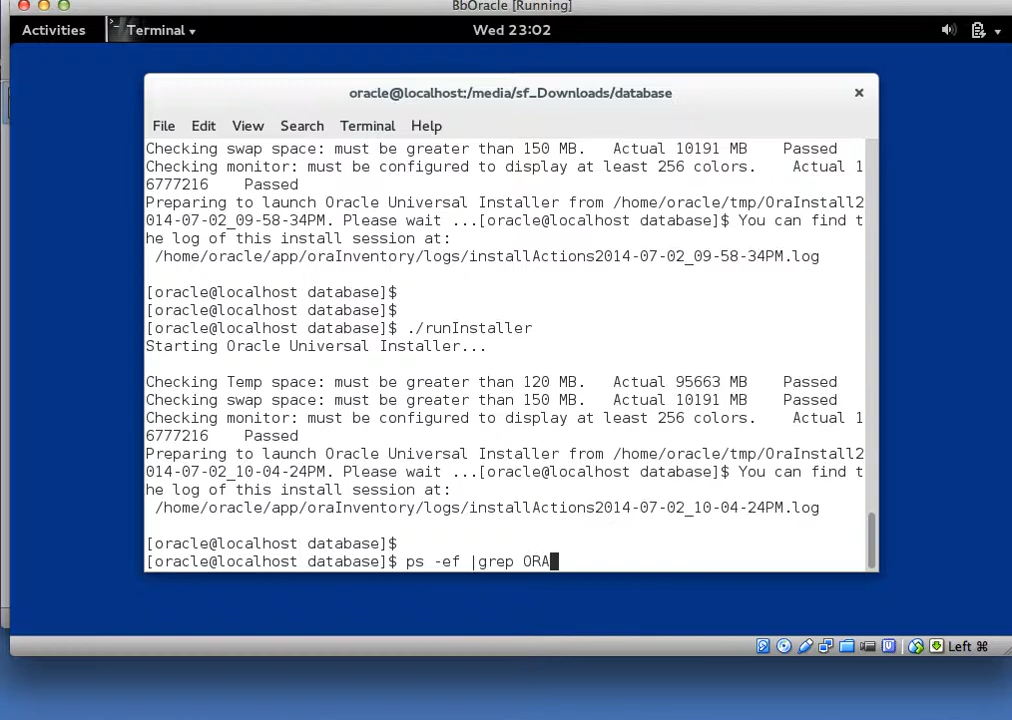 BbOracle [Running]
Activities
Terminal
Wed 23:02
oracle@localhost:/media/sf_Downloads/database
File Edit View Search Terminal Help
Checking swap space: must be greater than 150 MB.   Actual 10191 MB    Passed
Checking monitor: must be configured to display at least 256 colors.    Actual 1
6777216    Passed
Preparing to launch Oracle Universal Installer from /home/oracle/tmp/OraInstall2
014-07-02_09-58-34PM. Please wait ...[oracle@localhost database]$ You can find t
he log of this install session at:
 /home/oracle/app/oraInventory/logs/installActions2014-07-02_09-58-34PM.log
[oracle@localhost database]$
[oracle@localhost database]$
[oracle@localhost database]$ ./runInstaller
Starting Oracle Universal Installer...
Checking Temp space: must be greater than 120 MB.   Actual 95663 MB    Passed
Checking swap space: must be greater than 150 MB.   Actual 10191 MB    Passed
Checking monitor: must be configured to display at least 256 colors.    Actual 1
6777216    Passed
Preparing to launch Oracle Universal Installer from /home/oracle/tmp/OraInstall2
014-07-02_10-04-24PM. Please wait ...[oracle@localhost database]$ You can find t
he log of this install session at:
 /home/oracle/app/oraInventory/logs/installActions2014-07-02_10-04-24PM.log
[oracle@localhost database]$
[oracle@localhost database]$ ps -ef |grep ORA
Left ⌘